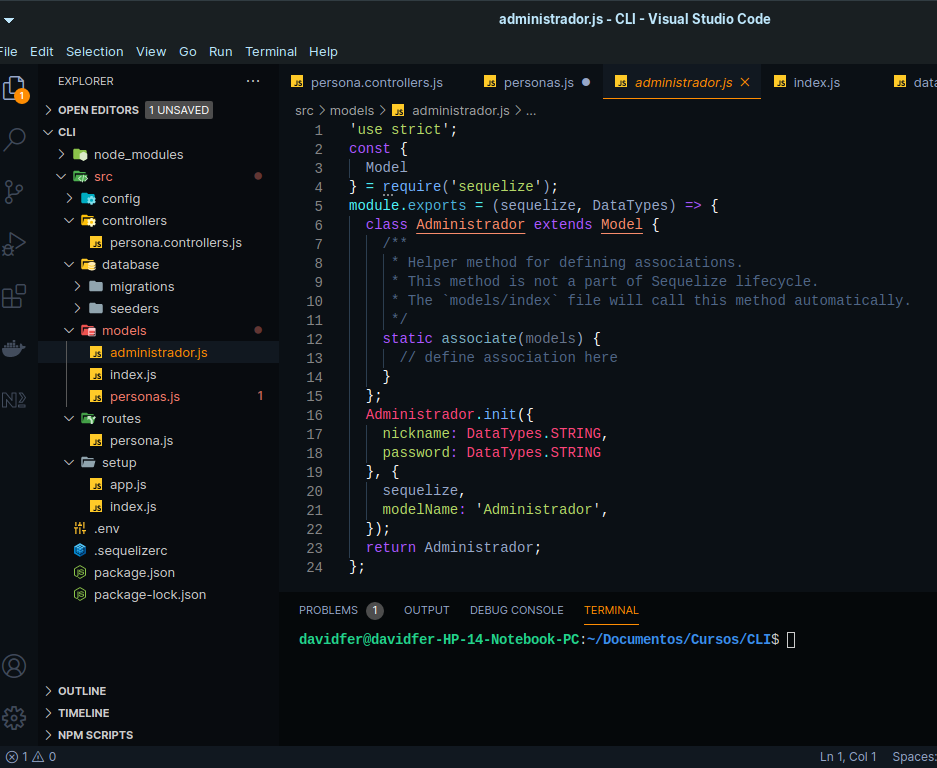 administrador.js - CLI - Visual Studio Code
File Edit Selection View Go Run Terminal Help
EXPLORER
OPEN EDITORS 1 UNSAVED
CLI
node_modules
src
config
controllers
persona.controllers.js
database
migrations
seeders
models
administrador.js
index.js
personas.js 1
routes
persona.js
setup
app.js
index.js
.env
.sequelizerc
package.json
package-lock.json
OUTLINE
TIMELINE
NPM SCRIPTS
persona.controllers.js personas.js administrador.js index.js data
src > models > administrador.js > ...
1 'use strict';
2 const {
3 Model
4 } = require('sequelize');
5 module.exports = (sequelize, DataTypes) => {
6 class Administrador extends Model {
7 /**
8 * Helper method for defining associations.
9 * This method is not a part of Sequelize lifecycle.
10 * The `models/index` file will call this method automatically.
11 */
12 static associate(models) {
13 // define association here
14 }
15 };
16 Administrador.init({
17 nickname: DataTypes.STRING,
18 password: DataTypes.STRING
19 }, {
20 sequelize,
21 modelName: 'Administrador',
22 });
23 return Administrador;
24 };
PROBLEMS 1 OUTPUT DEBUG CONSOLE TERMINAL
davidfer@davidfer-HP-14-Notebook-PC:~/Documentos/Cursos/CLI$
1 0 Ln 1, Col 1 Spaces: